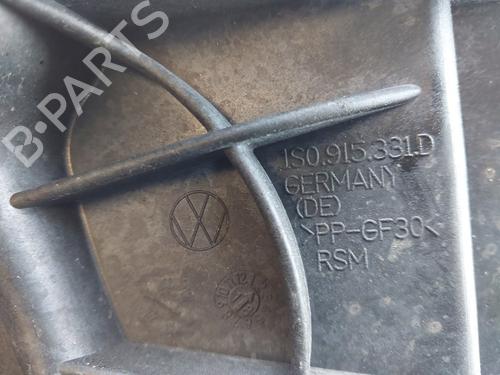 B-PARTS
1S0.915.331.D
GERMANY
(DE)
>PP-GF30<
RSM